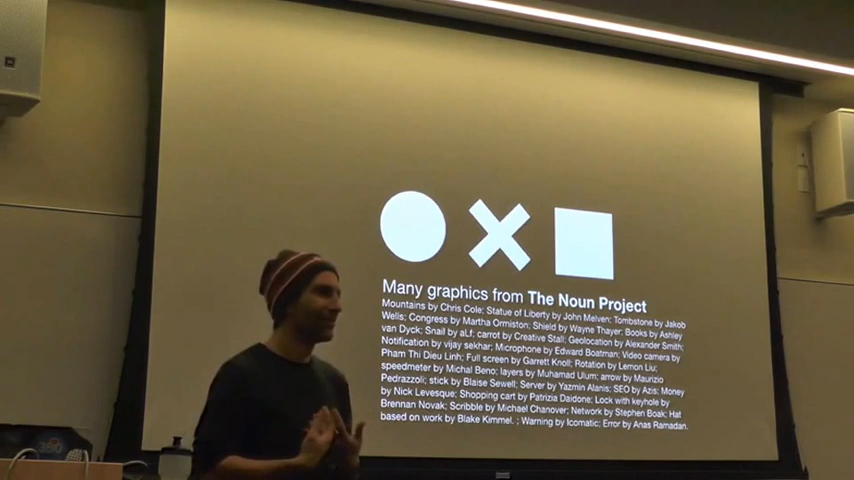 Many graphics from The Noun Project
Mountains by Chris Cole; Statue of Liberty by John Melven; Tombstone by Jakob
Wells; Congress by Martha Ormiston; Shield by Wayne Thayer; Books by Ashley
van Dyck; Snail by aLf; carrot by Creative Stall; Geolocation by Alexander Smith;
Notification by vijay sekhar; Microphone by Edward Boatman; Video camera by
Pham Thi Dieu Linh; Full screen by Garrett Knoll; Rotation by Lemon Liu;
speedmeter by Michal Beno; layers by Muhamad Ulum; arrow by Maurizio
Pedrazzoli; stick by Blaise Sewell; Server by Yazmin Alanis; SEO by Azis; Money
by Nick Levesque; Shopping cart by Patrizia Daidone; Lock with keyhole by
Brennan Novak; Scribble by Michael Chanover; Network by Stephen Boak; Hat
based on work by Blake Kimmel. ; Warning by Icomatic; Error by Anas Ramadan.